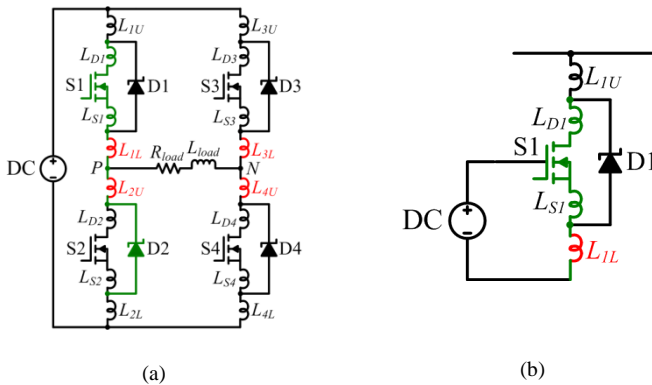 L1U
L3U
LD1
LD3
S1
D1
S3
D3
LS1
LS3
L1L
Lload
L3L
Rload
DC
P
N
L2U
L4U
LD2
LD4
S2
D2
S4
D4
LS2
LS4
L2L
L4L
(a)
L1U
LD1
S1
D1
LS1
DC
L1L
(b)